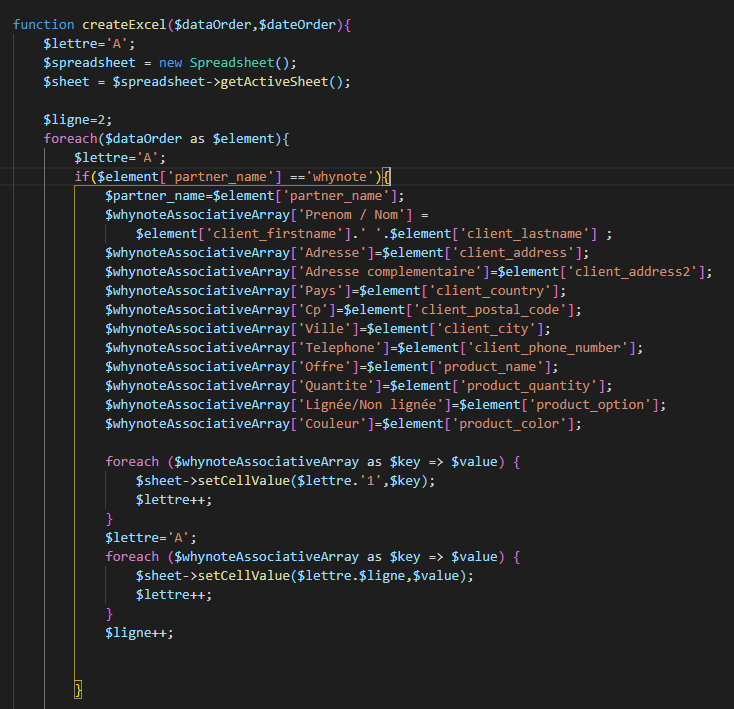 function createExcel($dataOrder,$dateOrder){
$lettre='A';
$spreadsheet = new Spreadsheet();
$sheet = $spreadsheet->getActiveSheet();
$ligne=2;
foreach($dataOrder as $element){
$lettre='A';
if($element['partner_name'] =='whynote'){
$partner_name=$element['partner_name'];
$whynoteAssociativeArray['Prenom / Nom'] =
$element['client_firstname'].' '.$element['client_lastname'] ;
$whynoteAssociativeArray['Adresse']=$element['client_address'];
$whynoteAssociativeArray['Adresse complementaire']=$element['client_address2'];
$whynoteAssociativeArray['Pays']=$element['client_country'];
$whynoteAssociativeArray['Cp']=$element['client_postal_code'];
$whynoteAssociativeArray['Ville']=$element['client_city'];
$whynoteAssociativeArray['Telephone']=$element['client_phone_number'];
$whynoteAssociativeArray['Offre']=$element['product_name'];
$whynoteAssociativeArray['Quantite']=$element['product_quantity'];
$whynoteAssociativeArray['Lignée/Non lignée']=$element['product_option'];
$whynoteAssociativeArray['Couleur']=$element['product_color'];
foreach ($whynoteAssociativeArray as $key => $value) {
$sheet->setCellValue($lettre.'1',$key);
$lettre++;
}
$lettre='A';
foreach ($whynoteAssociativeArray as $key => $value) {
$sheet->setCellValue($lettre.$ligne,$value);
$lettre++;
}
$ligne++;
}